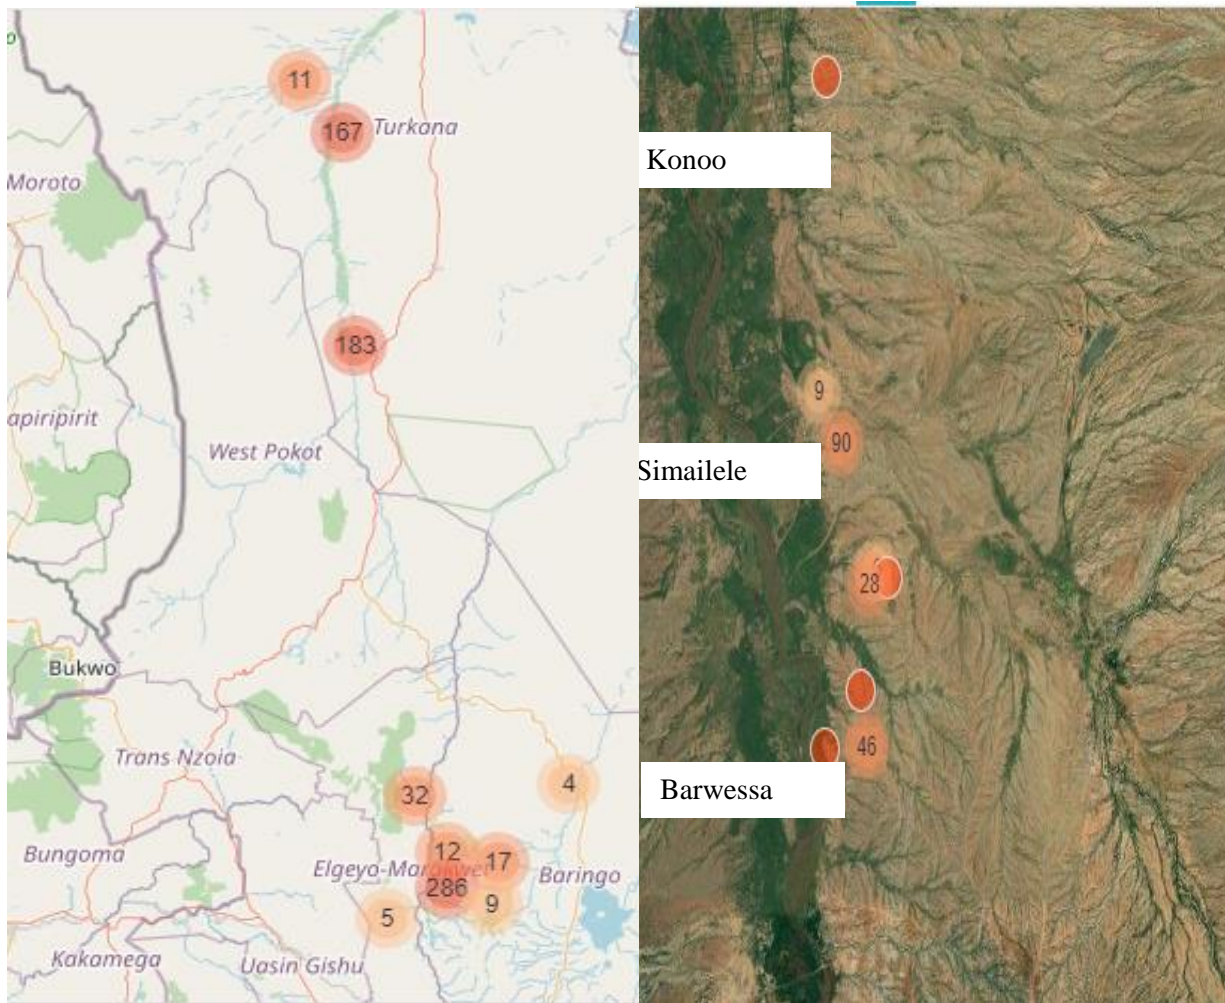 11
167
Turkana
Moroto
183
apiripirit
West Pokot
Bukwo
Trans Nzoia
4
32
12
17
Bungoma
Elgeyo-Marakwet
Baringo
286
9
5
Kakamega
Uasin Gishu
Konoo
9
90
Simailele
28
46
Barwessa